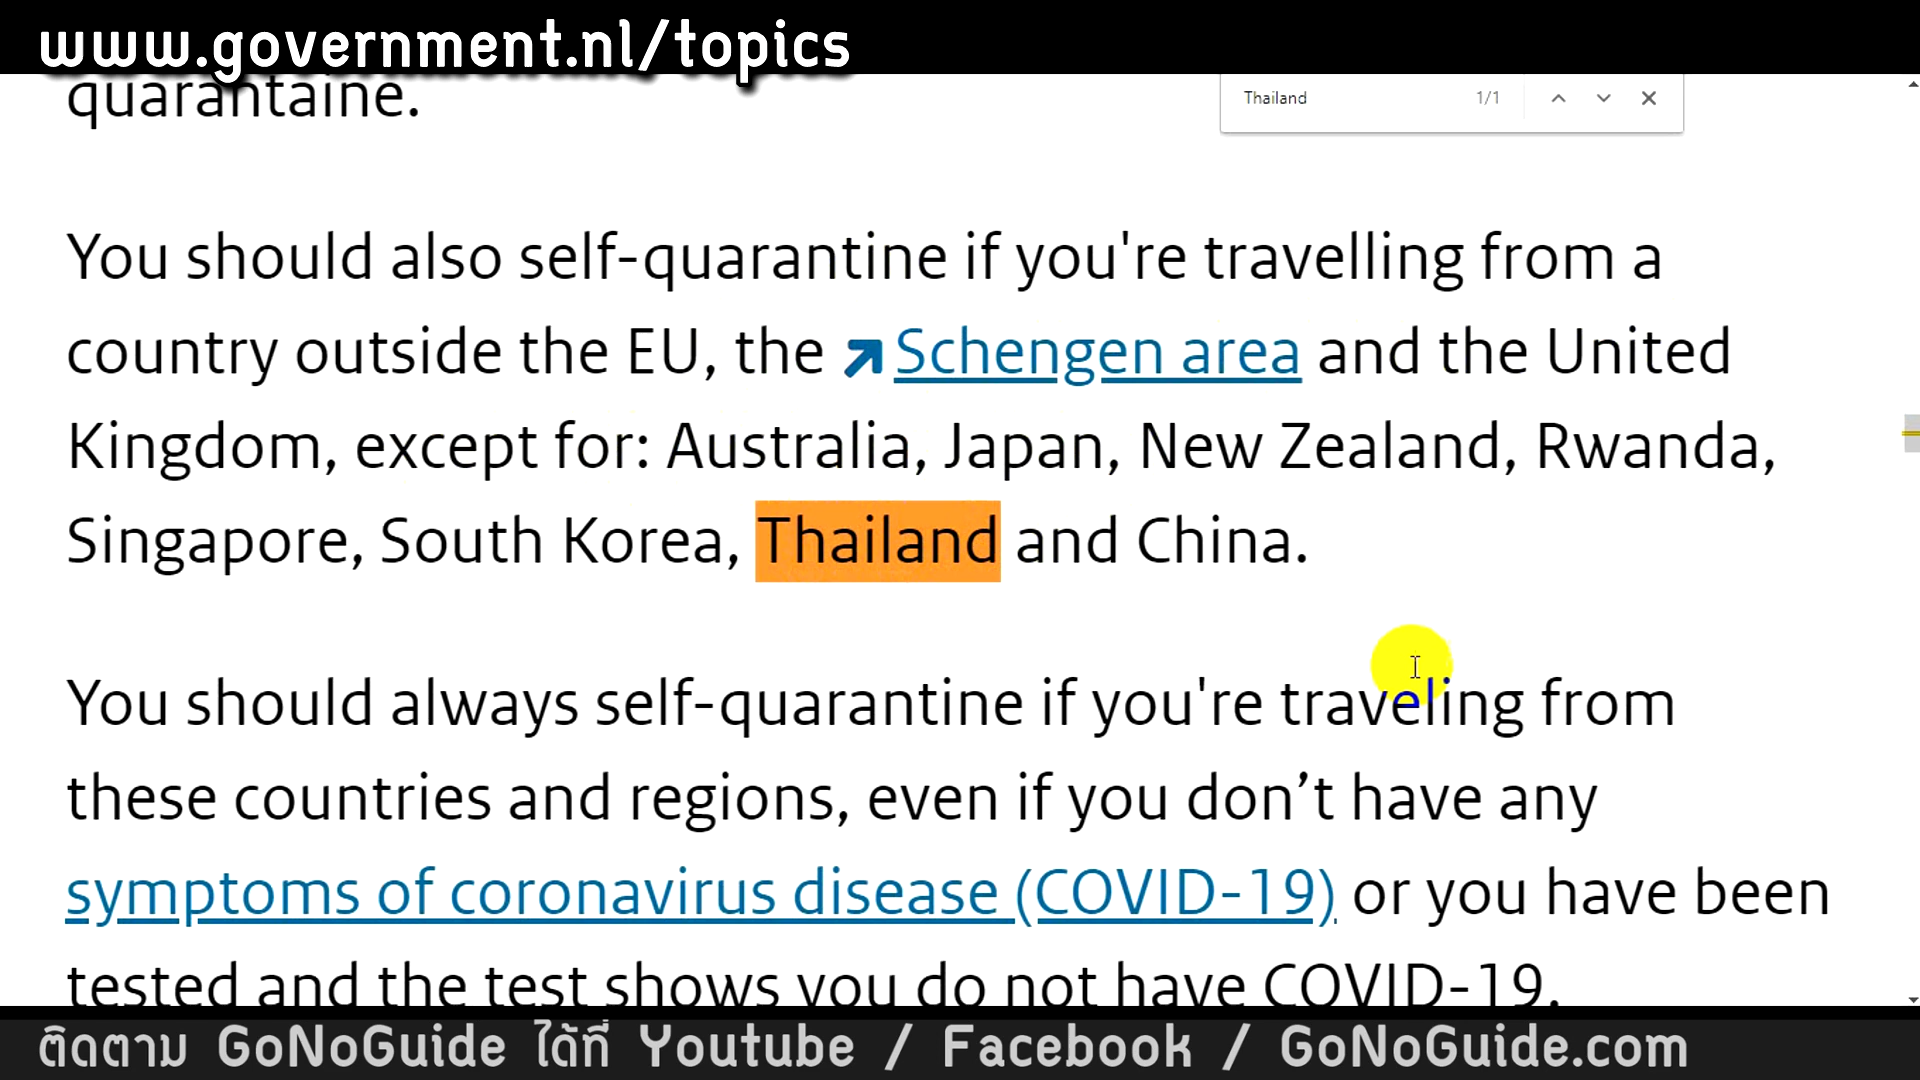 www.government.nl/topics
quarantaine.
Thailand 1/1
You should also self-quarantine if you're travelling from a
country outside the EU, the Schengen area and the United
Kingdom, except for: Australia, Japan, New Zealand, Rwanda,
Singapore, South Korea, Thailand and China.
You should always self-quarantine if you're traveling from
these countries and regions, even if you don’t have any
symptoms of coronavirus disease (COVID-19) or you have been
tested and the test shows you do not have COVID-19.
ติดตาม GoNoGuide ได้ที่ Youtube / Facebook / GoNoGuide.com